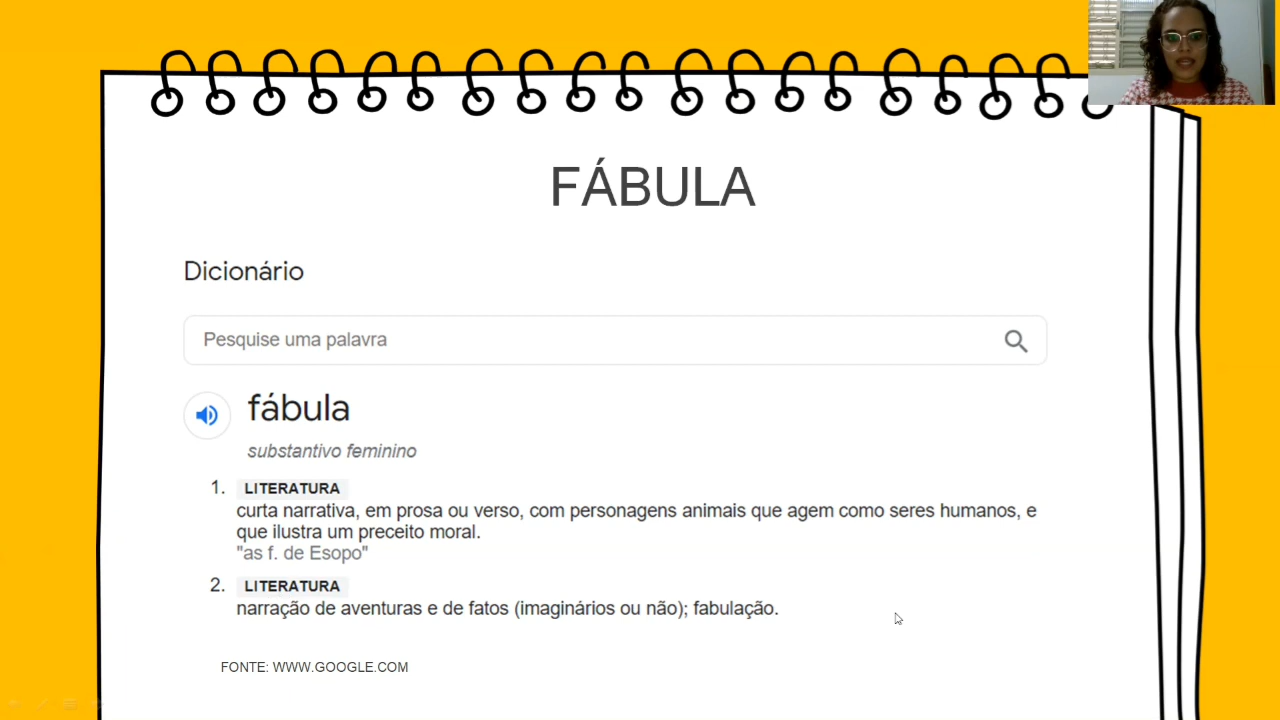 FÁBULA
Dicionário
Pesquise uma palavra
fábula
substantivo feminino
1. LITERATURA
curta narrativa, em prosa ou verso, com personagens animais que agem como seres humanos, e
que ilustra um preceito moral.
"as f. de Esopo"
2. LITERATURA
narração de aventuras e de fatos (imaginários ou não); fabulação.
FONTE: WWW.GOOGLE.COM